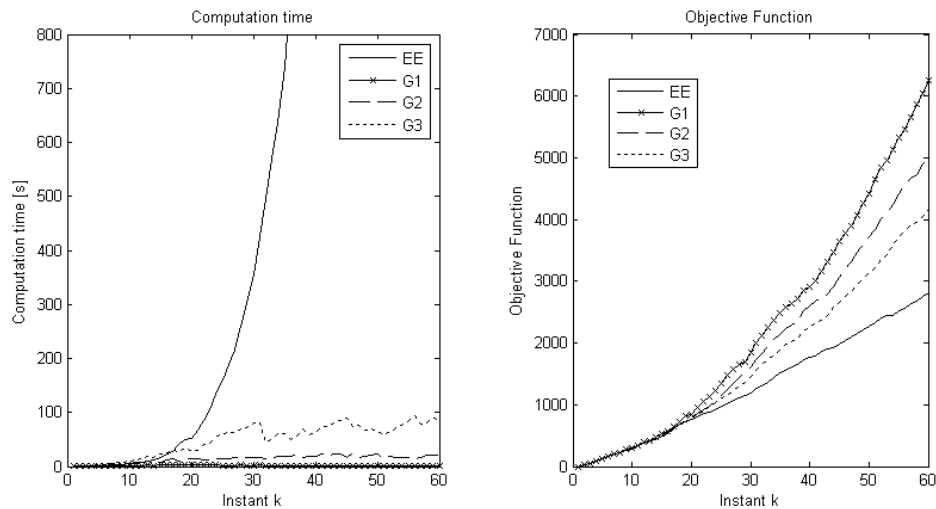 Computation time
Computation time [s]
800
700
600
500
400
300
200
100
0
0 10 20 30 40 50 60
Instant k
EE
G1
G2
G3
Objective Function
Objective Function
7000
6000
5000
4000
3000
2000
1000
0
0 10 20 30 40 50 60
Instant k
EE
G1
G2
G3